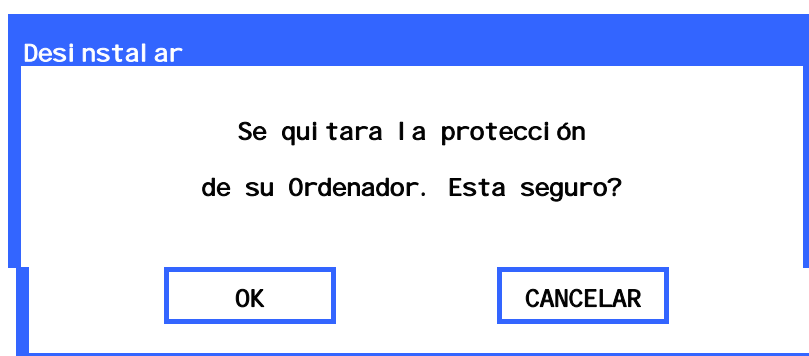 Desinstalar
Se quitara la protección
de su Ordenador. Esta seguro?
OK
CANCELAR